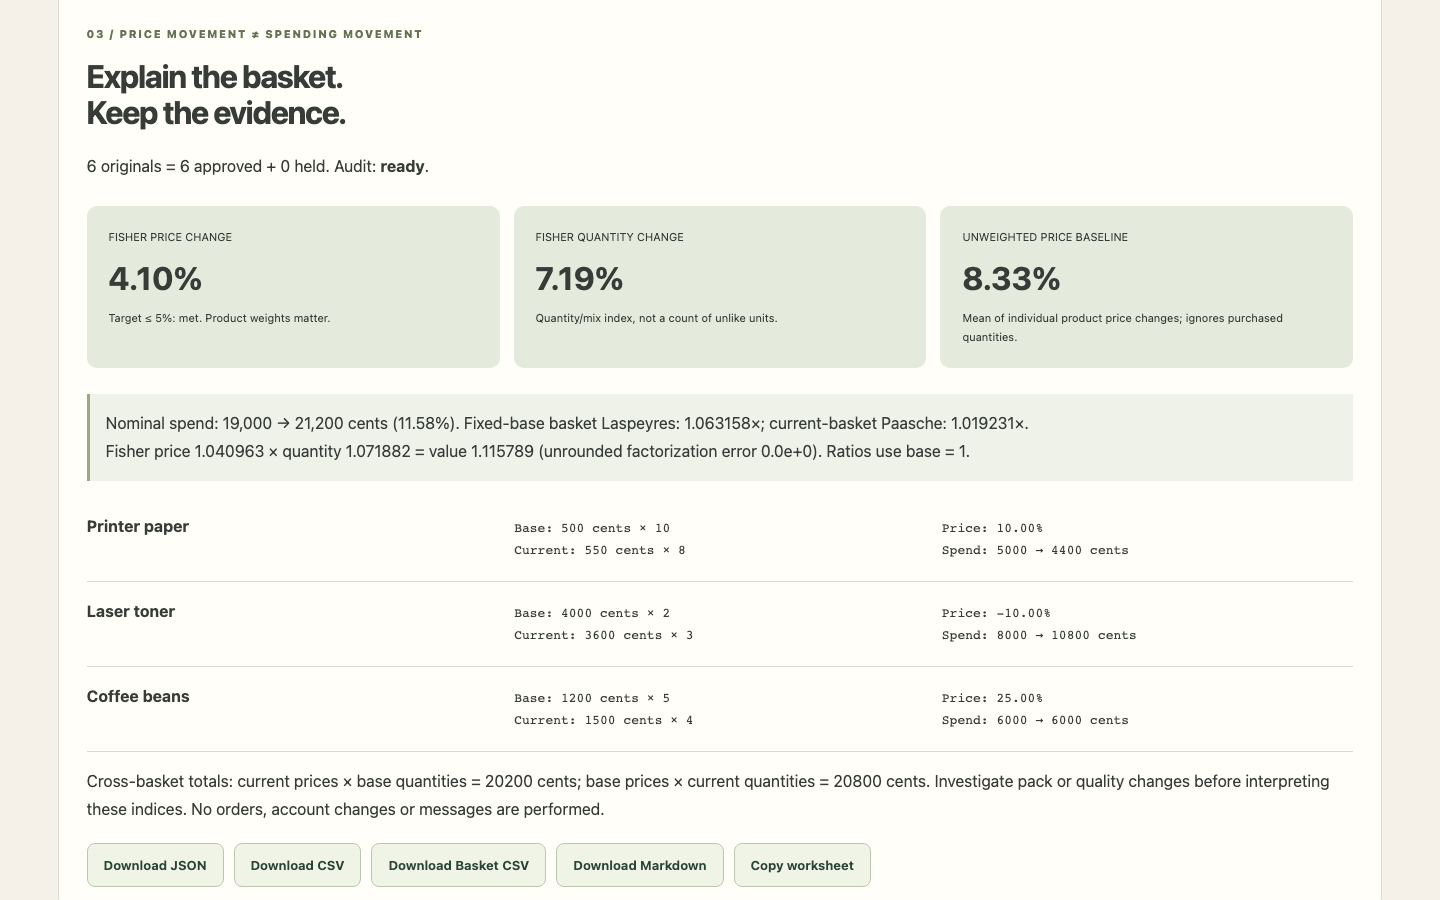 03 / PRICE MOVEMENT ≠ SPENDING MOVEMENT
Explain the basket.
Keep the evidence.
6 originals = 6 approved + 0 held. Audit: ready.
FISHER PRICE CHANGE
4.10%
Target ≤ 5%: met. Product weights matter.
FISHER QUANTITY CHANGE
7.19%
Quantity/mix index, not a count of unlike units.
UNWEIGHTED PRICE BASELINE
8.33%
Mean of individual product price changes; ignores purchased
quantities.
Nominal spend: 19,000 → 21,200 cents (11.58%). Fixed-base basket Laspeyres: 1.063158×; current-basket Paasche: 1.019231×.
Fisher price 1.040963 × quantity 1.071882 = value 1.115789 (unrounded factorization error 0.0e+0). Ratios use base = 1.
Printer paper
Base: 500 cents × 10
Current: 550 cents × 8
Price: 10.00%
Spend: 5000 → 4400 cents
Laser toner
Base: 4000 cents × 2
Current: 3600 cents × 3
Price: -10.00%
Spend: 8000 → 10800 cents
Coffee beans
Base: 1200 cents × 5
Current: 1500 cents × 4
Price: 25.00%
Spend: 6000 → 6000 cents
Cross-basket totals: current prices × base quantities = 20200 cents; base prices × current quantities = 20800 cents. Investigate pack or quality changes before interpreting
these indices. No orders, account changes or messages are performed.
Download JSON
Download CSV
Download Basket CSV
Download Markdown
Copy worksheet